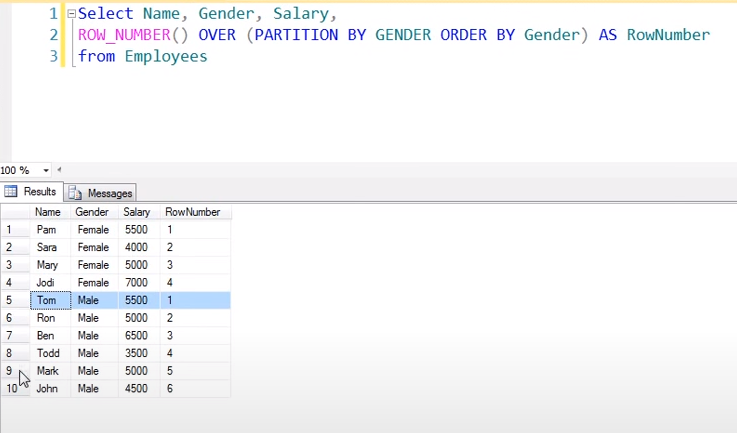 1 Select Name, Gender, Salary,
2 ROW_NUMBER() OVER (PARTITION BY GENDER ORDER BY Gender) AS RowNumber
3 from Employees
100 %
Results Messages
Name Gender Salary RowNumber
1 Pam Female 5500 1
2 Sara Female 4000 2
3 Mary Female 5000 3
4 Jodi Female 7000 4
5 Tom Male 5500 1
6 Ron Male 5000 2
7 Ben Male 6500 3
8 Todd Male 3500 4
9 Mark Male 5000 5
10 John Male 4500 6